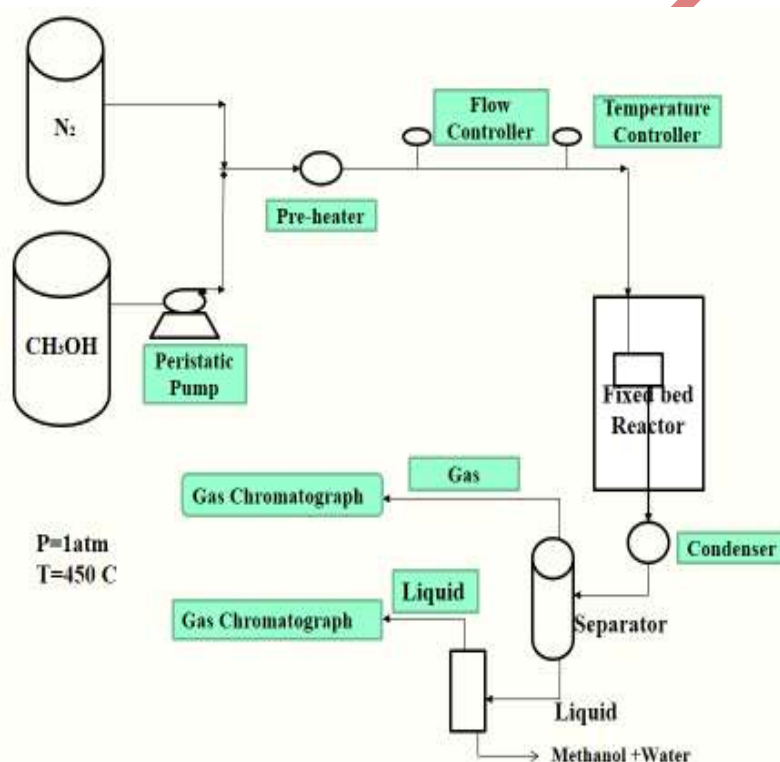 N₂
Flow
Controller
Temperature
Controller
Pre-heater
CH₃OH
Peristatic
Pump
Fixed bed
Reactor
Gas
Gas Chromatograph
P=1atm
T=450 C
Condenser
Liquid
Gas Chromatograph
Separator
Liquid
Methanol +Water